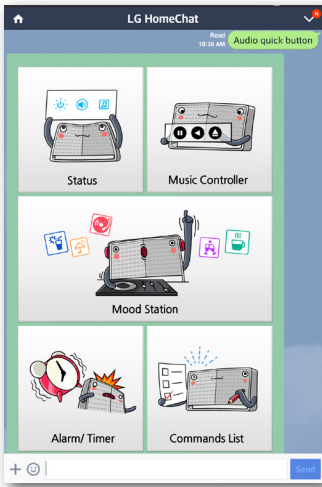 LG HomeChat
Read
10:38 AM
Audio quick button
Status
Music Controller
Mood Station
Alarm/ Timer
Commands List
Send